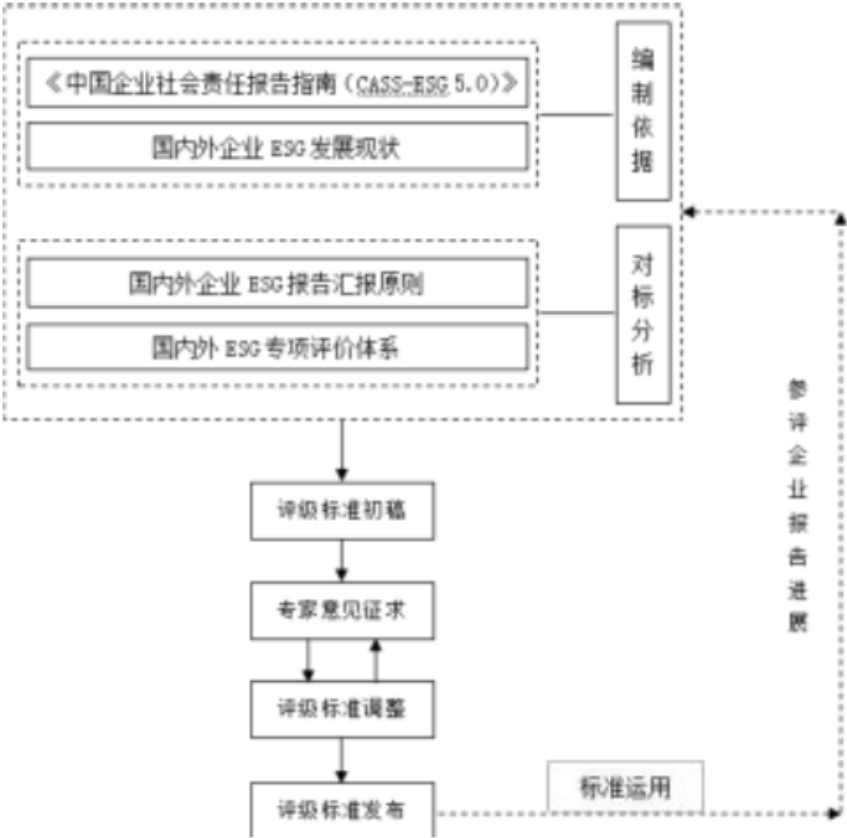 《中国企业社会责任报告指南（CASS-ESG 5.0）》
国内外企业 ESG 发展现状
编制依据
国内外企业 ESG 报告汇报原则
国内外 ESG 专项评价体系
对标分析
评级标准初稿
专家意见证求
评级标准调整
评级标准发布
标准运用
参评企业报告进展